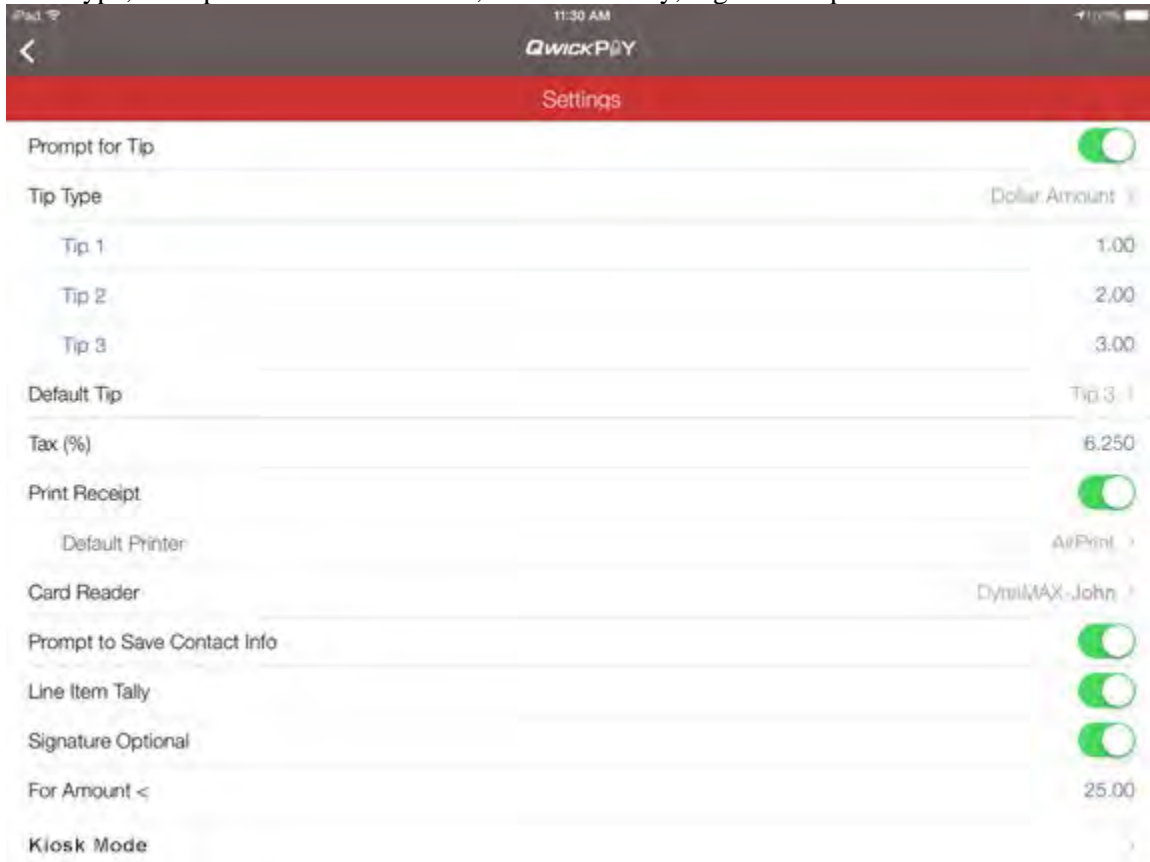 iPad
11:30 AM
100%
QWICKPAY
Settings
Prompt for Tip
Tip Type Dollar Amount
Tip 1 1.00
Tip 2 2.00
Tip 3 3.00
Default Tip Tip 3
Tax (%) 6.250
Print Receipt
Default Printer AirPrint
Card Reader DynaMAX-John
Prompt to Save Contact Info
Line Item Tally
Signature Optional
For Amount < 25.00
Kiosk Mode